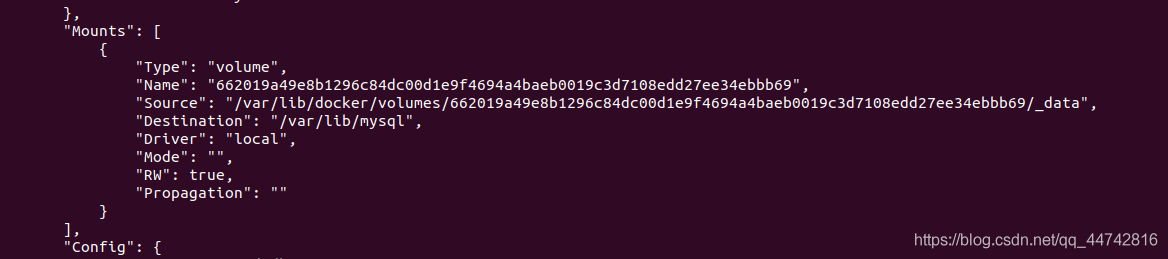 },
"Mounts": [
{
"Type": "volume",
"Name": "662019a49e8b1296c84dc00d1e9f4694a4baeb0019c3d7108edd27ee34ebbb69",
"Source": "/var/lib/docker/volumes/662019a49e8b1296c84dc00d1e9f4694a4baeb0019c3d7108edd27ee34ebbb69/_data",
"Destination": "/var/lib/mysql",
"Driver": "local",
"Mode": "",
"RW": true,
"Propagation": ""
}
],
"Config": {
https://blog.csdn.net/qq_44742816